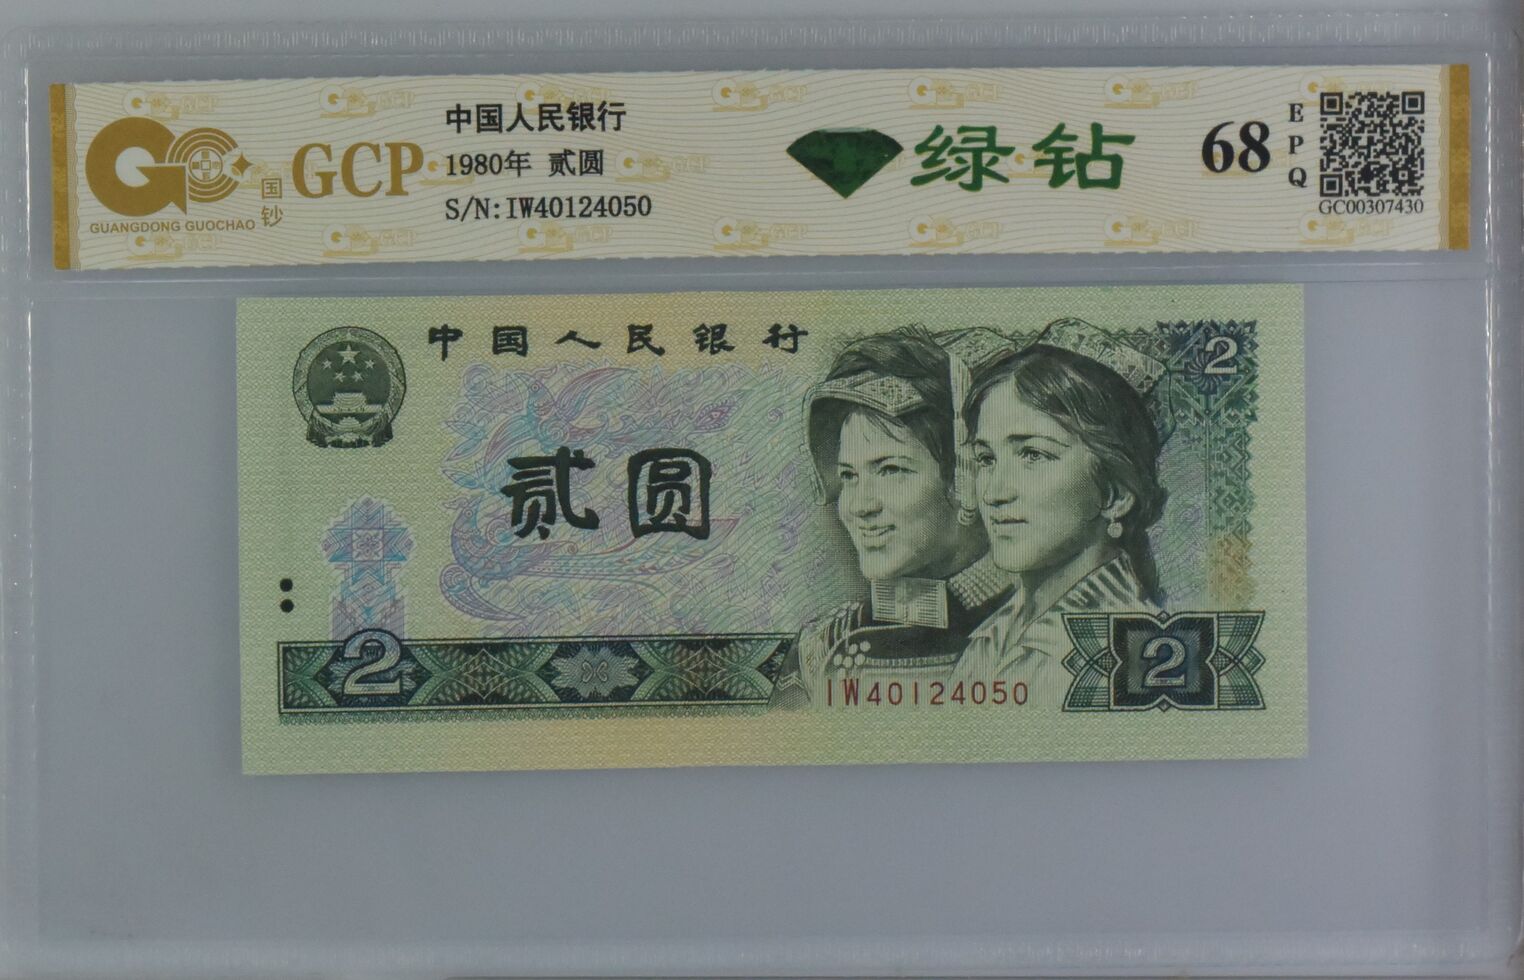 中国人民银行
GCP
1980年 贰圆
S/N:IW40124050
GUANGDONG GUOCHAO
国钞
绿钻
68
EPQ
GC00307430
中国人民银行
2
贰圆
2
IW40124050
2